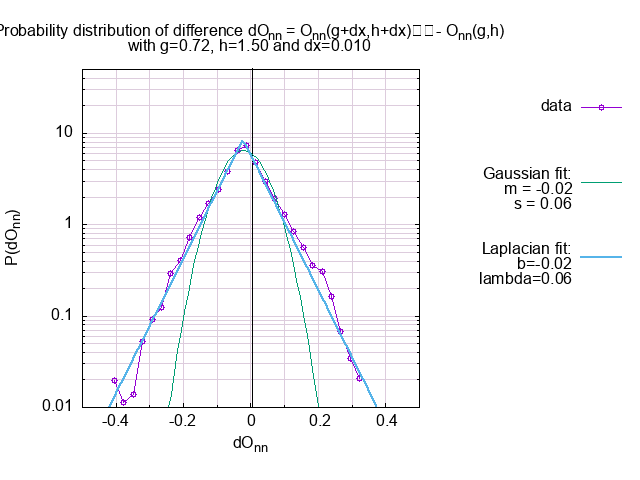 Probability distribution of difference dOnn = Onn(g+dx,h+dx)□□- Onn(g,h)
with g=0.72, h=1.50 and dx=0.010
data
Gaussian fit:
m = -0.02
s = 0.06
Laplacian fit:
b=-0.02
lambda=0.06
P(dOnn)
10
1
0.1
0.01
-0.4
-0.2
0
0.2
0.4
dOnn